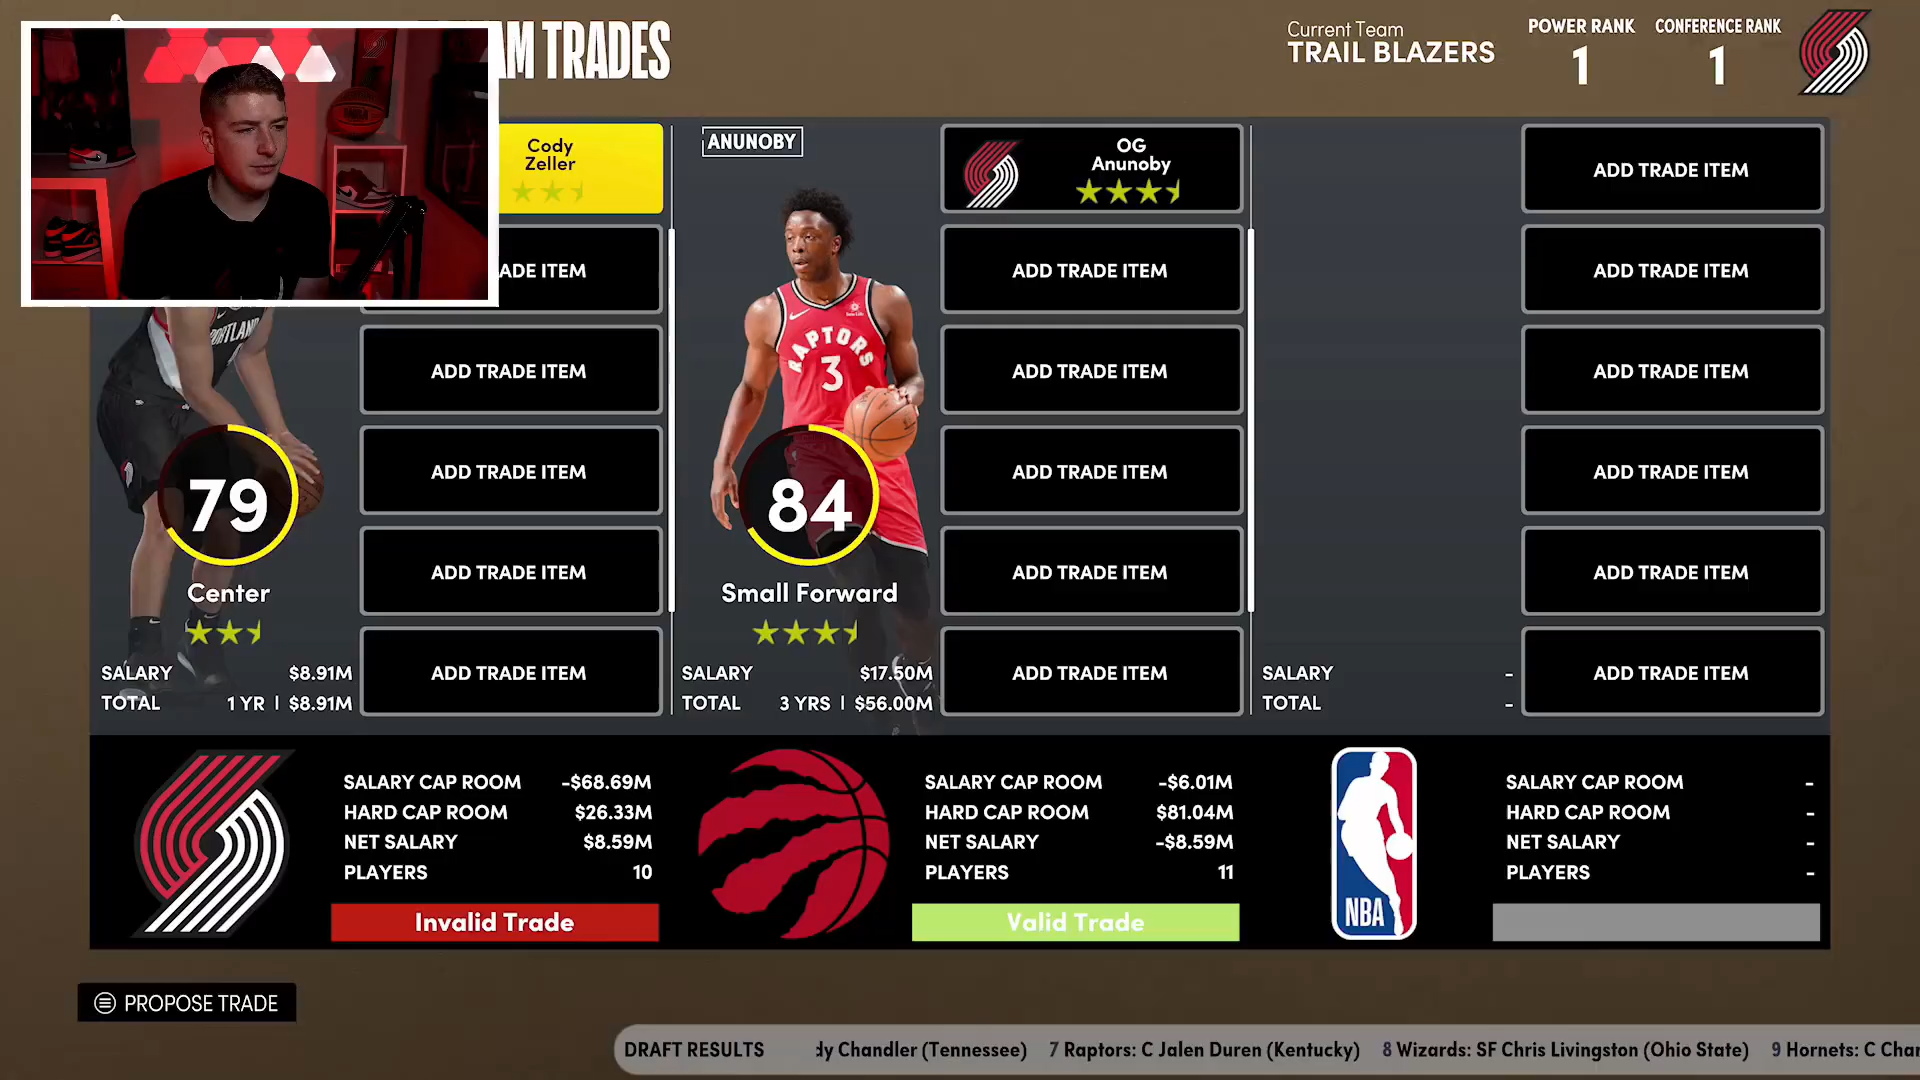 AM TRADES
Current Team
TRAIL BLAZERS
POWER RANK
1
CONFERENCE RANK
1
Cody
Zeller
ADE ITEM
ADD TRADE ITEM
ADD TRADE ITEM
ADD TRADE ITEM
ADD TRADE ITEM
PORTLAND
79
Center
SALARY $8.91M
TOTAL 1 YR | $8.91M
ANUNOBY
OG
Anunoby
ADD TRADE ITEM
ADD TRADE ITEM
ADD TRADE ITEM
ADD TRADE ITEM
ADD TRADE ITEM
RAPTORS
3
84
Small Forward
SALARY $17.50M
TOTAL 3 YRS | $56.00M
ADD TRADE ITEM
ADD TRADE ITEM
ADD TRADE ITEM
ADD TRADE ITEM
ADD TRADE ITEM
ADD TRADE ITEM
SALARY -
TOTAL -
SALARY CAP ROOM -$68.69M
HARD CAP ROOM $26.33M
NET SALARY $8.59M
PLAYERS 10
Invalid Trade
SALARY CAP ROOM -$6.01M
HARD CAP ROOM $81.04M
NET SALARY -$8.59M
PLAYERS 11
Valid Trade
NBA
SALARY CAP ROOM -
HARD CAP ROOM -
NET SALARY -
PLAYERS -
PROPOSE TRADE
DRAFT RESULTS dy Chandler (Tennessee) 7 Raptors: C Jalen Duren (Kentucky) 8 Wizards: SF Chris Livingston (Ohio State) 9 Hornets: C Char